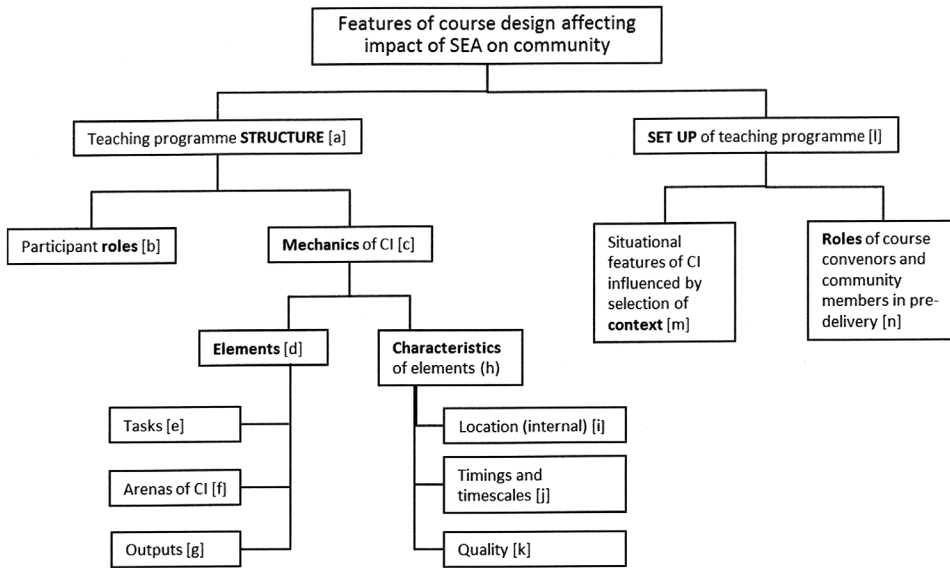 Features of course design affecting
impact of SEA on community
Teaching programme STRUCTURE [a]
SET UP of teaching programme [l]
Participant roles [b]
Mechanics of CI [c]
Situational
features of CI
influenced by
selection of
context [m]
Roles of course
convenors and
community
members in pre-
delivery [n]
Elements [d]
Characteristics
of elements (h)
Tasks [e]
Arenas of CI [f]
Outputs [g]
Location (internal) [i]
Timings and
timescales [j]
Quality [k]